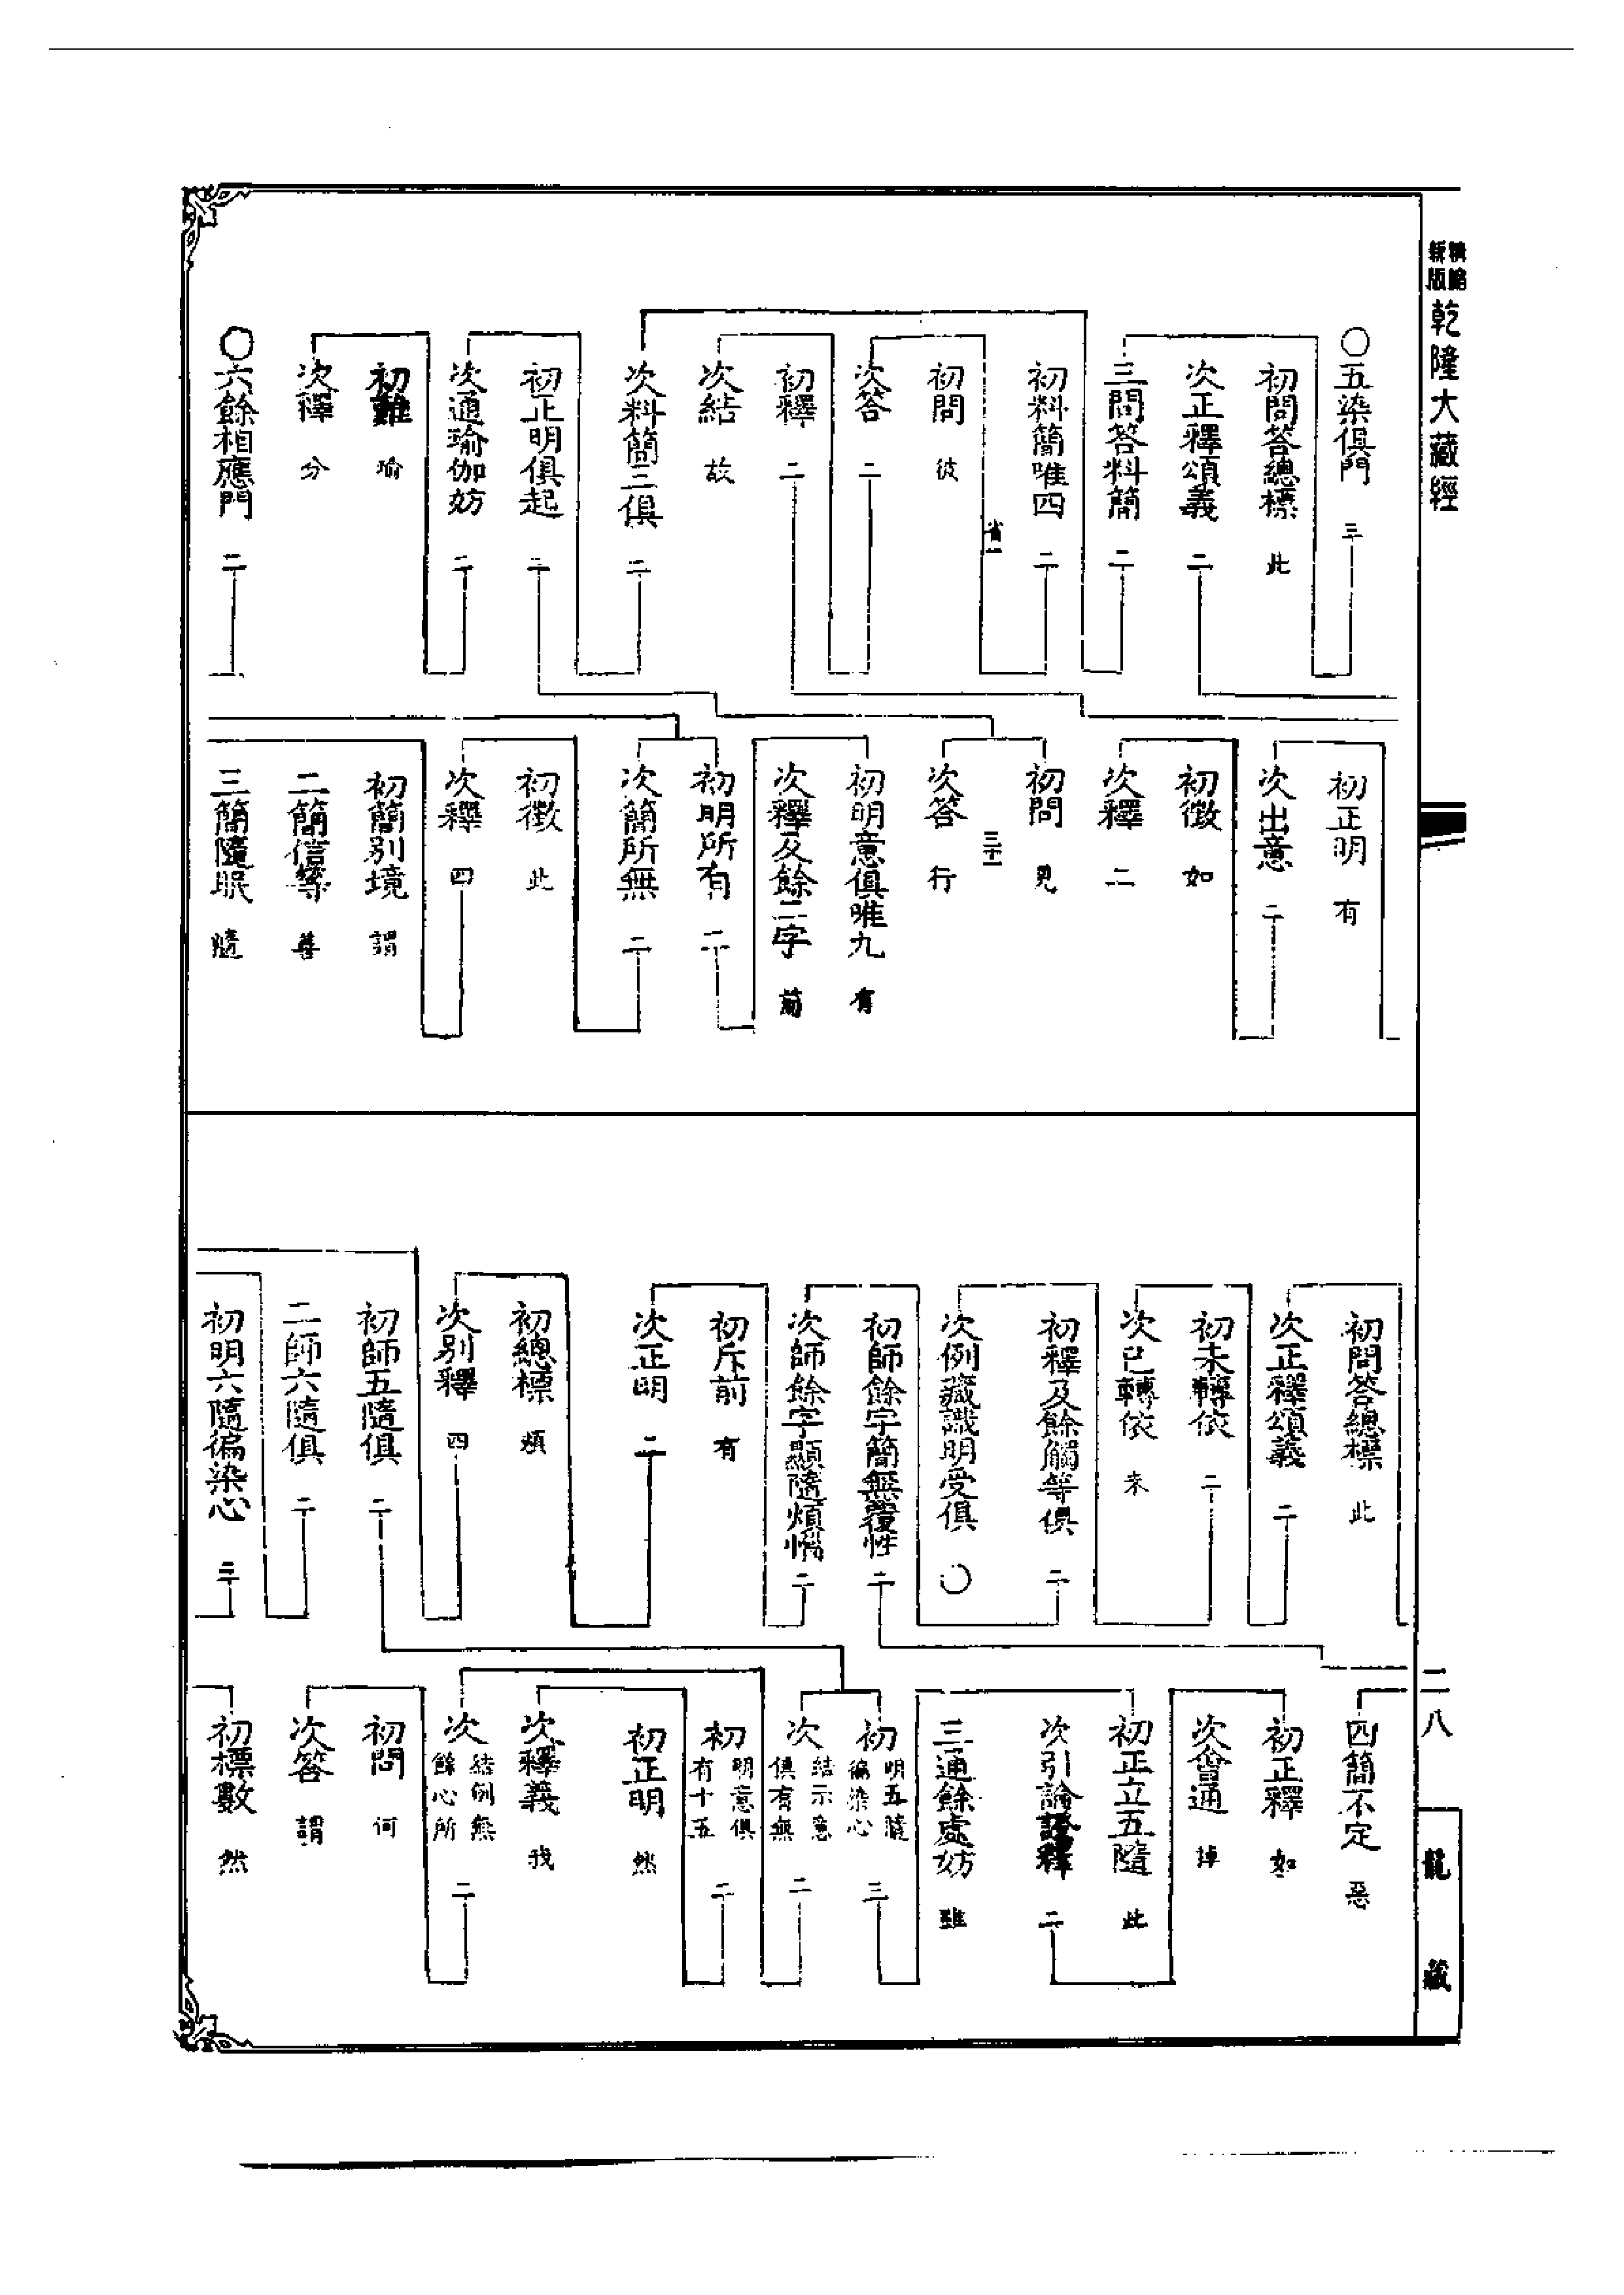 精縮新版
乾隆大藏經
〇五染俱門 三
初問答總標 此
次正釋頌義 二
三問答料簡 二
初料簡唯四 二
省一
初問 彼
次答 二
初釋 二
次結 故
次料簡三俱 二
初正明俱起 二
次通瑜伽妨 二
初難 瑜
次釋 分
〇六餘相應門 二
初正明 有
次出意 二
初徵 如
次釋 二
初問 見
三十一
次答 行
初明意俱唯九 有
次釋及餘二字 前
初明所有 二
次簡所無 二
初徵 此
次釋 四
初簡別境 謂
二簡信等 善
三簡隨眠 隨
初問答總標 此
次正釋頌義 二
初未轉依 二
次已轉依 未
初釋及餘觸等俱 二
次例藏識明受俱 〇
初師餘字簡無覆性 二
次師餘字顯隨煩惱 二
初斥前 有
次正明 二
初總標 煩
次別釋 四
初師五隨俱 二
二師六隨俱 二
初明六隨徧染心 三
二八
四簡不定 惡
初正釋 如
次會通 掉
初正立五隨 此
次引論證釋 二
三通餘處妨 雖
初明五隨徧染心 三
次結示意俱有無 二
初明意俱有十五 二
初正明 然
次釋義 我
次結例無餘心所 二
初問 何
次答 謂
初標數 然
龍藏